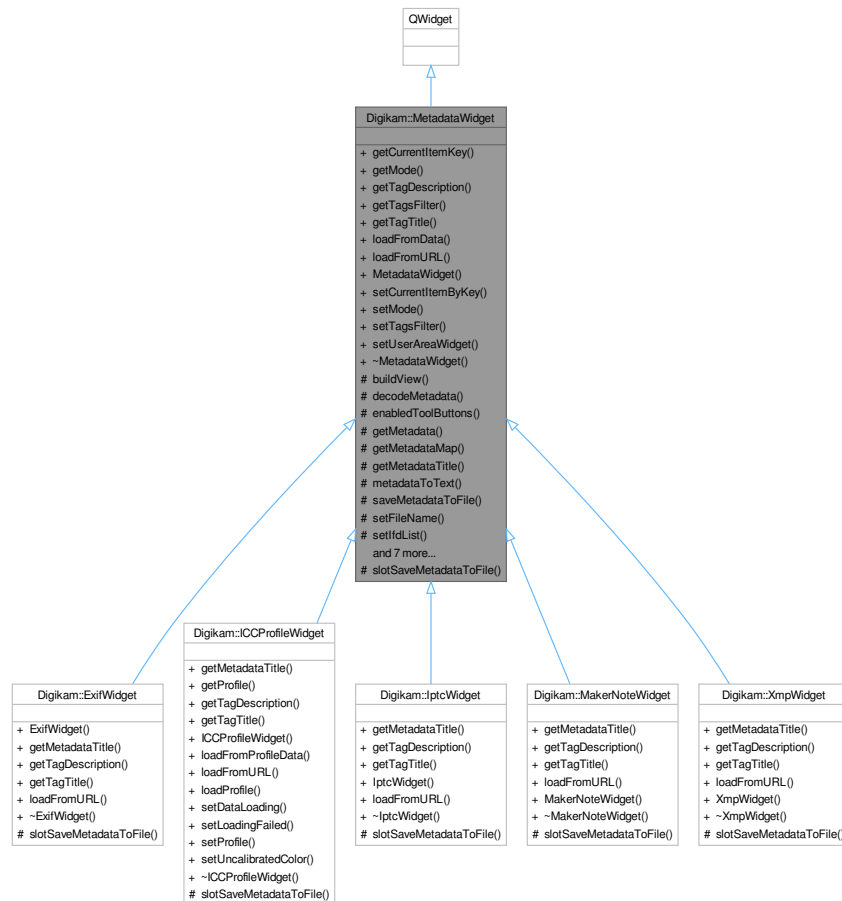 QWidget
Digikam::MetadataWidget
+ getCurrentItemKey()
+ getMode()
+ getTagDescription()
+ getTagsFilter()
+ getTagTitle()
+ loadFromData()
+ loadFromURL()
+ MetadataWidget()
+ setCurrentItemByKey()
+ setMode()
+ setTagsFilter()
+ setUserAreaWidget()
+ ~MetadataWidget()
# buildView()
# decodeMetadata()
# enabledToolButtons()
# getMetadata()
# getMetadataMap()
# getMetadataTitle()
# metadataToText()
# saveMetadataToFile()
# setFileName()
# setIfdList()
and 7 more...
# slotSaveMetadataToFile()
Digikam::ExifWidget
+ ExifWidget()
+ getMetadataTitle()
+ getTagDescription()
+ getTagTitle()
+ loadFromURL()
+ ~ExifWidget()
# slotSaveMetadataToFile()
Digikam::ICCProfileWidget
+ getMetadataTitle()
+ getProfile()
+ getTagDescription()
+ getTagTitle()
+ ICCProfileWidget()
+ loadFromProfileData()
+ loadFromURL()
+ loadProfile()
+ setDataLoading()
+ setLoadingFailed()
+ setProfile()
+ setUncalibratedColor()
+ ~ICCProfileWidget()
# slotSaveMetadataToFile()
Digikam::IptcWidget
+ getMetadataTitle()
+ getTagDescription()
+ getTagTitle()
+ IptcWidget()
+ loadFromURL()
+ ~IptcWidget()
# slotSaveMetadataToFile()
Digikam::MakerNoteWidget
+ getMetadataTitle()
+ getTagDescription()
+ getTagTitle()
+ loadFromURL()
+ MakerNoteWidget()
+ ~MakerNoteWidget()
# slotSaveMetadataToFile()
Digikam::XmpWidget
+ getMetadataTitle()
+ getTagDescription()
+ getTagTitle()
+ loadFromURL()
+ XmpWidget()
+ ~XmpWidget()
# slotSaveMetadataToFile()